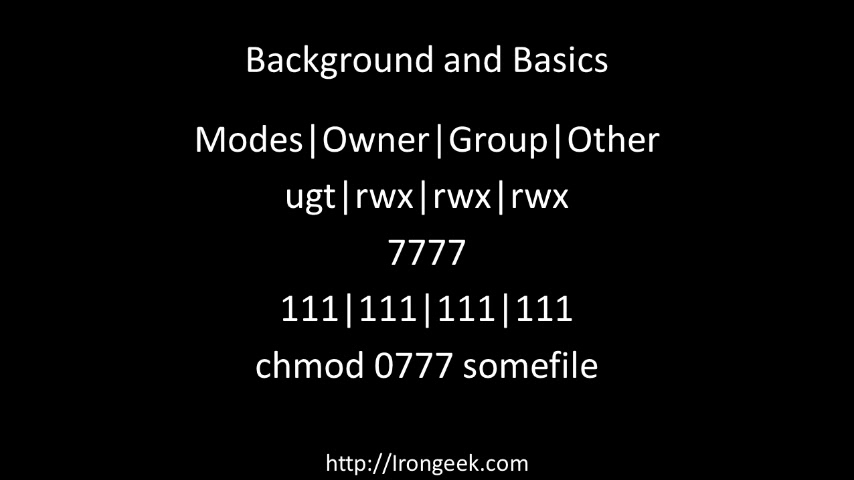 Background and Basics
Modes|Owner|Group|Other
ugt|rwx|rwx|rwx
7777
111|111|111|111
chmod 0777 somefile
http://Irongeek.com